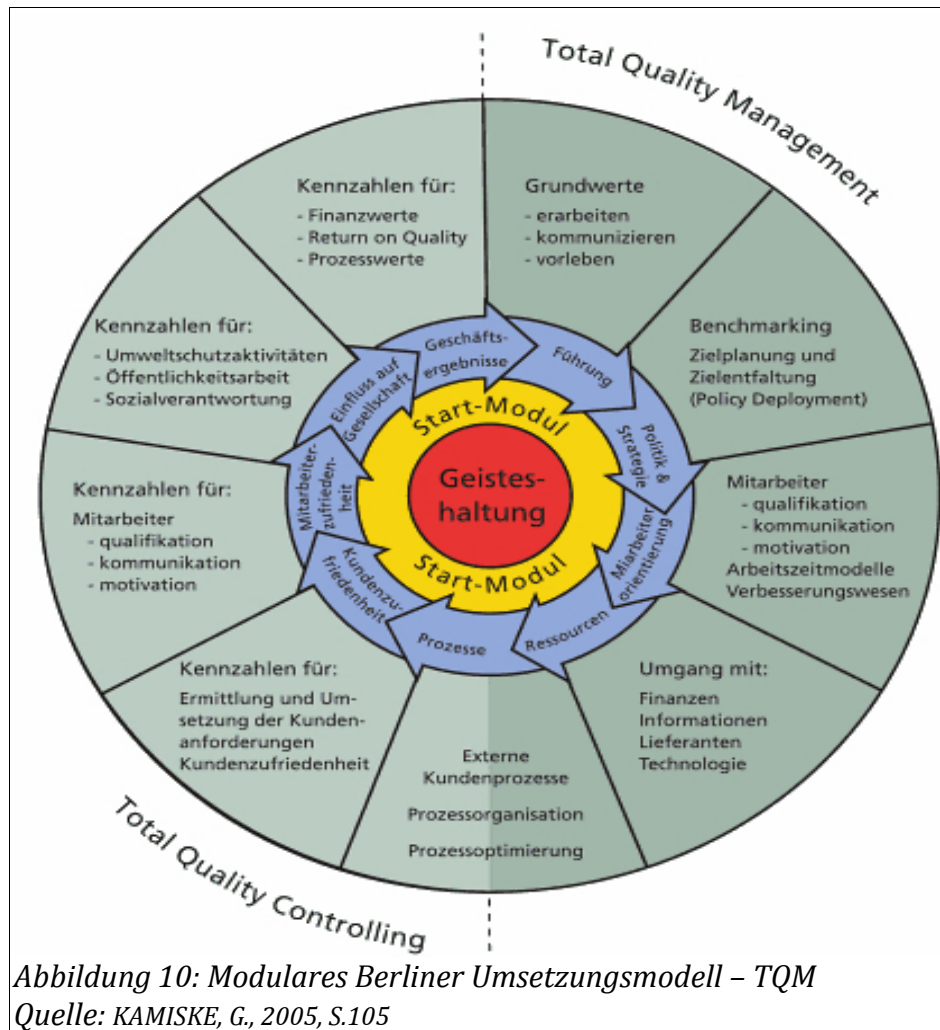 Total Quality Management
Kennzahlen für:
- Finanzwerte
- Return on Quality
- Prozesswerte
Grundwerte
- erarbeiten
- kommunizieren
- vorleben
Benchmarking
Zielplanung und
Zielentfaltung
(Policy Deployment)
Mitarbeiter
- qualifikation
- kommunikation
- motivation
Arbeitszeitmodelle
Verbesserungswesen
Umgang mit:
Finanzen
Informationen
Lieferanten
Technologie
Externe
Kundenprozesse
Prozessorganisation
Prozessoptimierung
Kennzahlen für:
Ermittlung und Um-
setzung der Kunden-
anforderungen
Kundenzufriedenheit
Kennzahlen für:
Mitarbeiter
- qualifikation
- kommunikation
- motivation
Kennzahlen für:
- Umweltschutzaktivitäten
- Öffentlichkeitsarbeit
- Sozialverantwortung
Geschäfts-
ergebnisse
Führung
Politik &
Strategie
Miarbeiter
orientierung
Ressourcen
Prozesse
Kundenzu-
friedenheit
Mitarbeiter-
zufrieden-
heit
Einfluss auf
Gesellschaft
Start-Modul
Geistes-
haltung
Start-Modul
Total Quality Controlling
Abbildung 10: Modulares Berliner Umsetzungsmodell – TQM
Quelle: KAMISKE, G., 2005, S.105